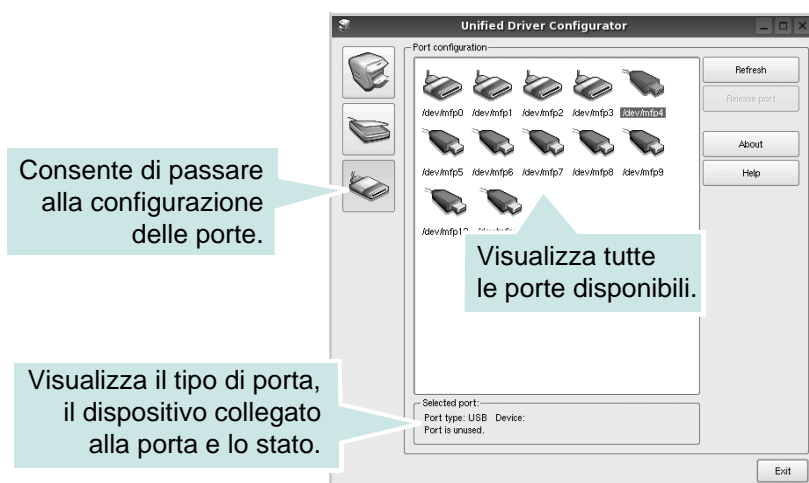 Unified Driver Configurator
Port configuration
Refresh
/dev/mfp0 /dev/mfp1 /dev/mfp2 /dev/mfp3 /dev/mfp4
Release port
About
/dev/mfp5 /dev/mfp6 /dev/mfp7 /dev/mfp8 /dev/mfp9
Help
Consente di passare
alla configurazione
delle porte.
Visualizza tutte
le porte disponibili.
Visualizza il tipo di porta,
il dispositivo collegato
alla porta e lo stato.
Selected port:
Port type: USB Device:
Port is unused.
Exit